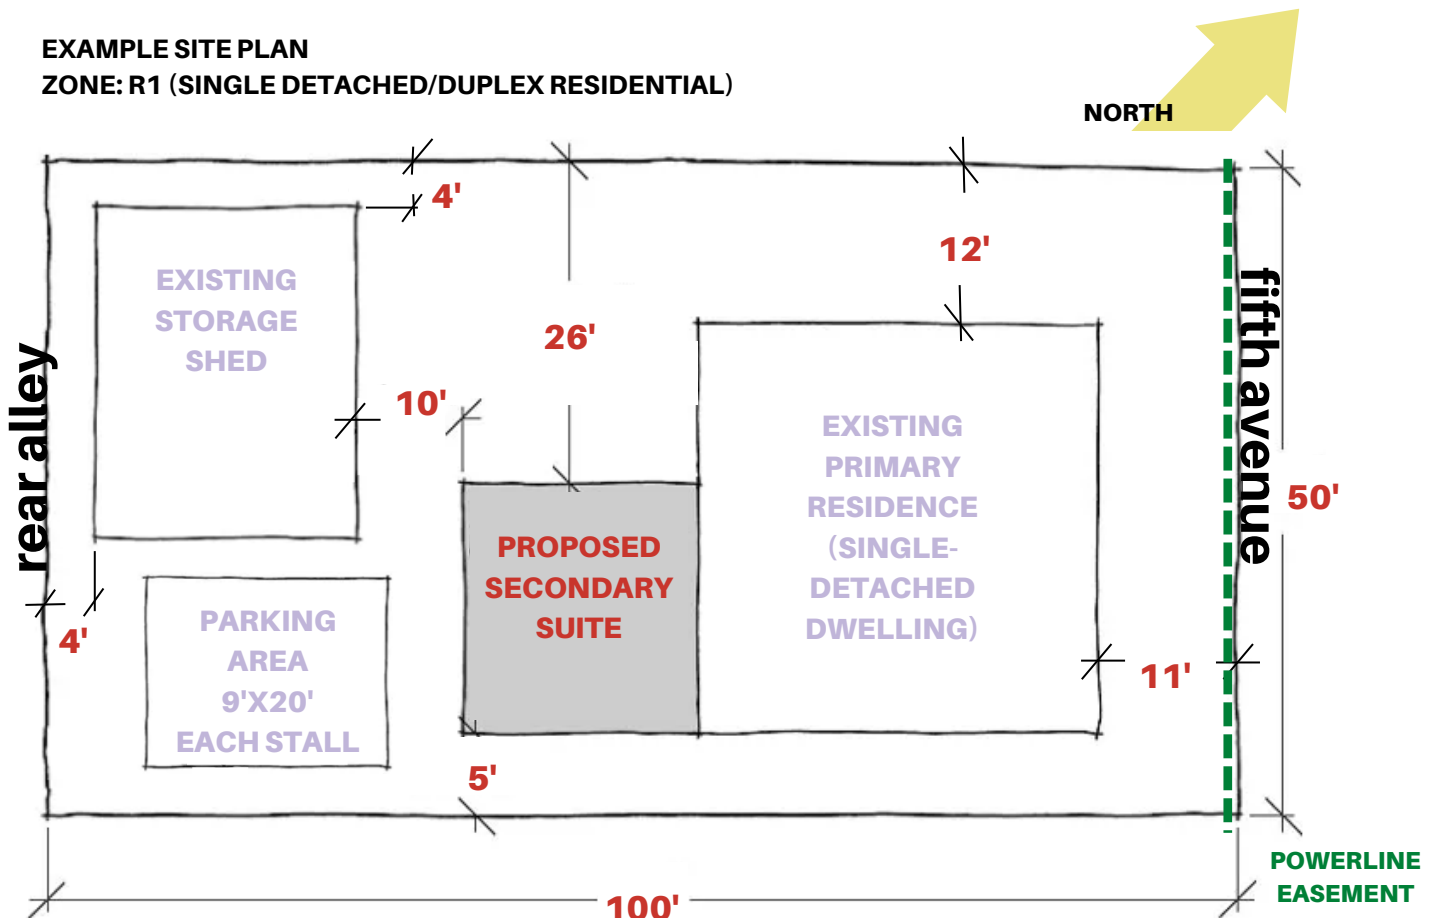 EXAMPLE SITE PLAN
ZONE: R1 (SINGLE DETACHED/DUPLEX RESIDENTIAL)
NORTH
4'
12'
EXISTING
STORAGE
SHED
26'
10'
rear alley
fifth avenue
50'
EXISTING
PRIMARY
RESIDENCE
(SINGLE-
DETACHED
DWELLING)
PROPOSED
SECONDARY
SUITE
4'
PARKING
AREA
9'X20'
EACH STALL
11'
5'
POWERLINE
EASEMENT
100'